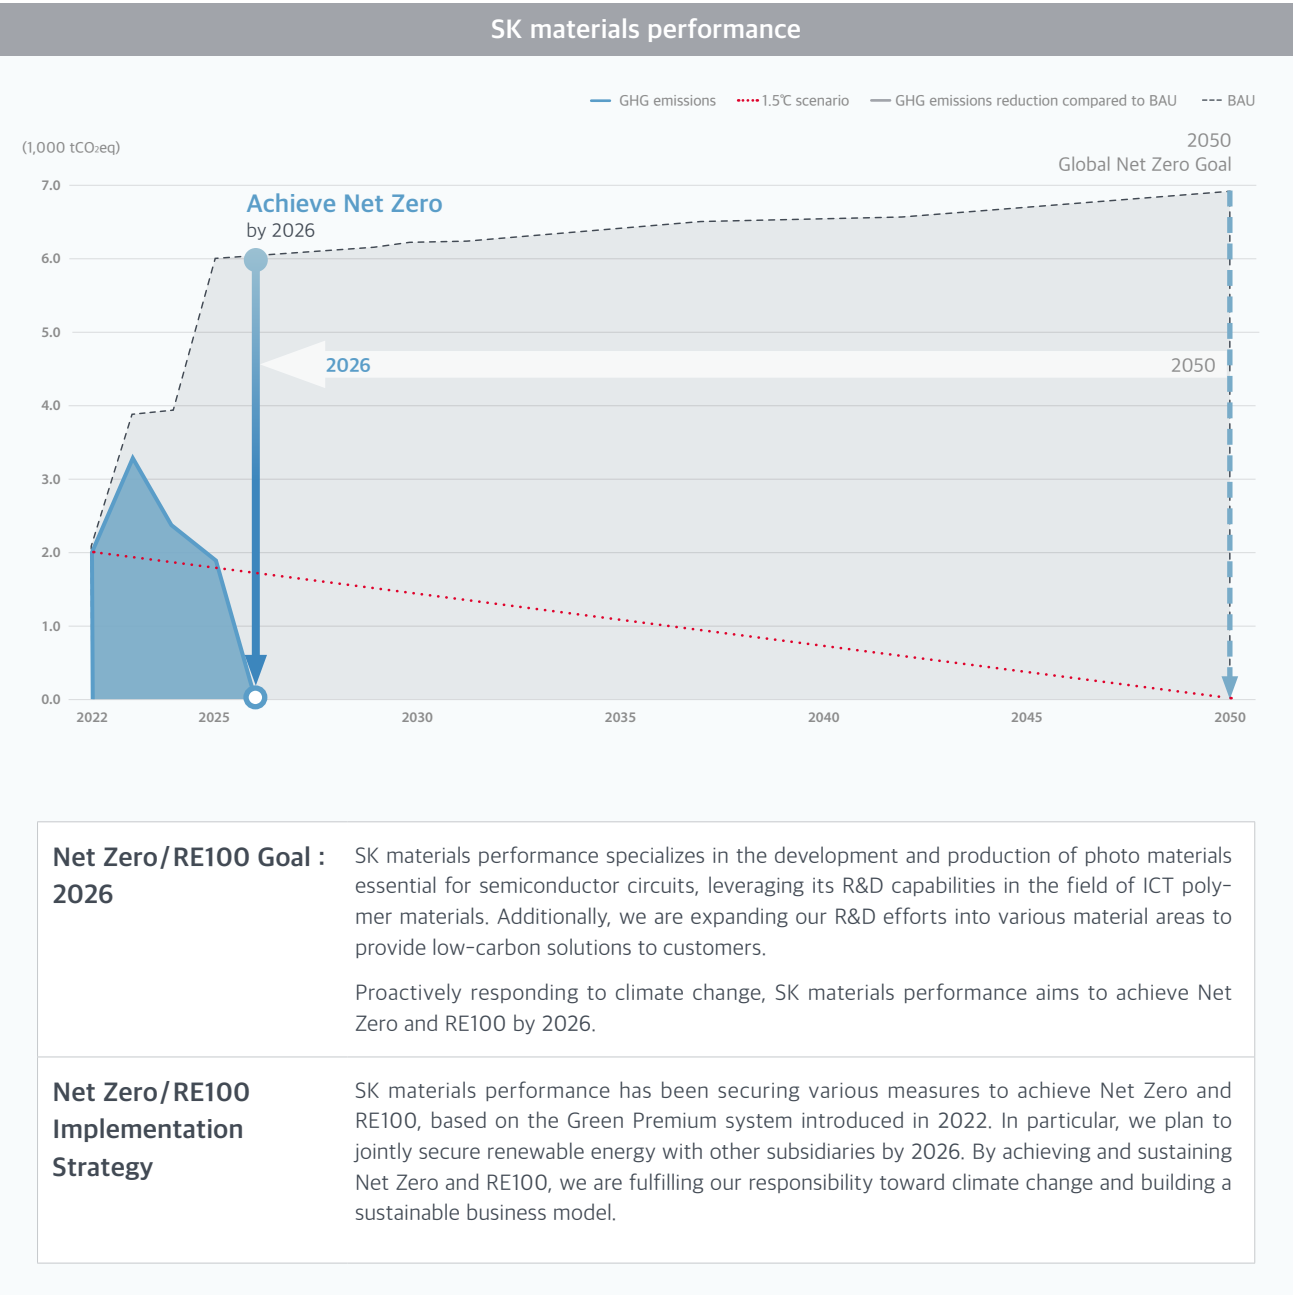 SK materials performance
GHG emissions
1.5℃ scenario
GHG emissions reduction compared to BAU
BAU
(1,000 tCO₂eq)
2050
Global Net Zero Goal
7.0
Achieve Net Zero
by 2026
6.0
5.0
2026
2050
4.0
3.0
2.0
1.0
0.0
2022
2025
2030
2035
2040
2045
2050
Net Zero/RE100 Goal :
2026
SK materials performance specializes in the development and production of photo materials
essential for semiconductor circuits, leveraging its R&D capabilities in the field of ICT poly-
mer materials. Additionally, we are expanding our R&D efforts into various material areas to
provide low-carbon solutions to customers.
Proactively responding to climate change, SK materials performance aims to achieve Net
Zero and RE100 by 2026.
Net Zero/RE100
Implementation
Strategy
SK materials performance has been securing various measures to achieve Net Zero and
RE100, based on the Green Premium system introduced in 2022. In particular, we plan to
jointly secure renewable energy with other subsidiaries by 2026. By achieving and sustaining
Net Zero and RE100, we are fulfilling our responsibility toward climate change and building a
sustainable business model.